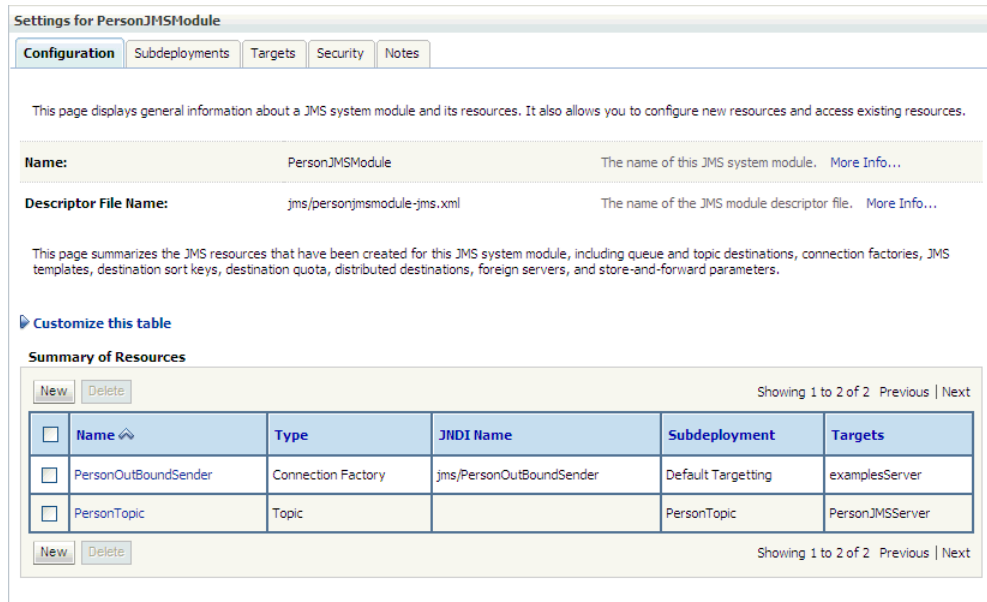 Settings for PersonJMSModule
Configuration Subdeployments Targets Security Notes
This page displays general information about a JMS system module and its resources. It also allows you to configure new resources and access existing resources.
Name: PersonJMSModule The name of this JMS system module. More Info...
Descriptor File Name: jms/personjmsmodule-jms.xml The name of the JMS module descriptor file. More Info...
This page summarizes the JMS resources that have been created for this JMS system module, including queue and topic destinations, connection factories, JMS
templates, destination sort keys, destination quota, distributed destinations, foreign servers, and store-and-forward parameters.
Customize this table
Summary of Resources
New Delete Showing 1 to 2 of 2 Previous | Next
Name Type JNDI Name Subdeployment Targets
PersonOutBoundSender Connection Factory jms/PersonOutBoundSender Default Targetting examplesServer
PersonTopic Topic PersonTopic PersonJMSServer
New Delete Showing 1 to 2 of 2 Previous | Next